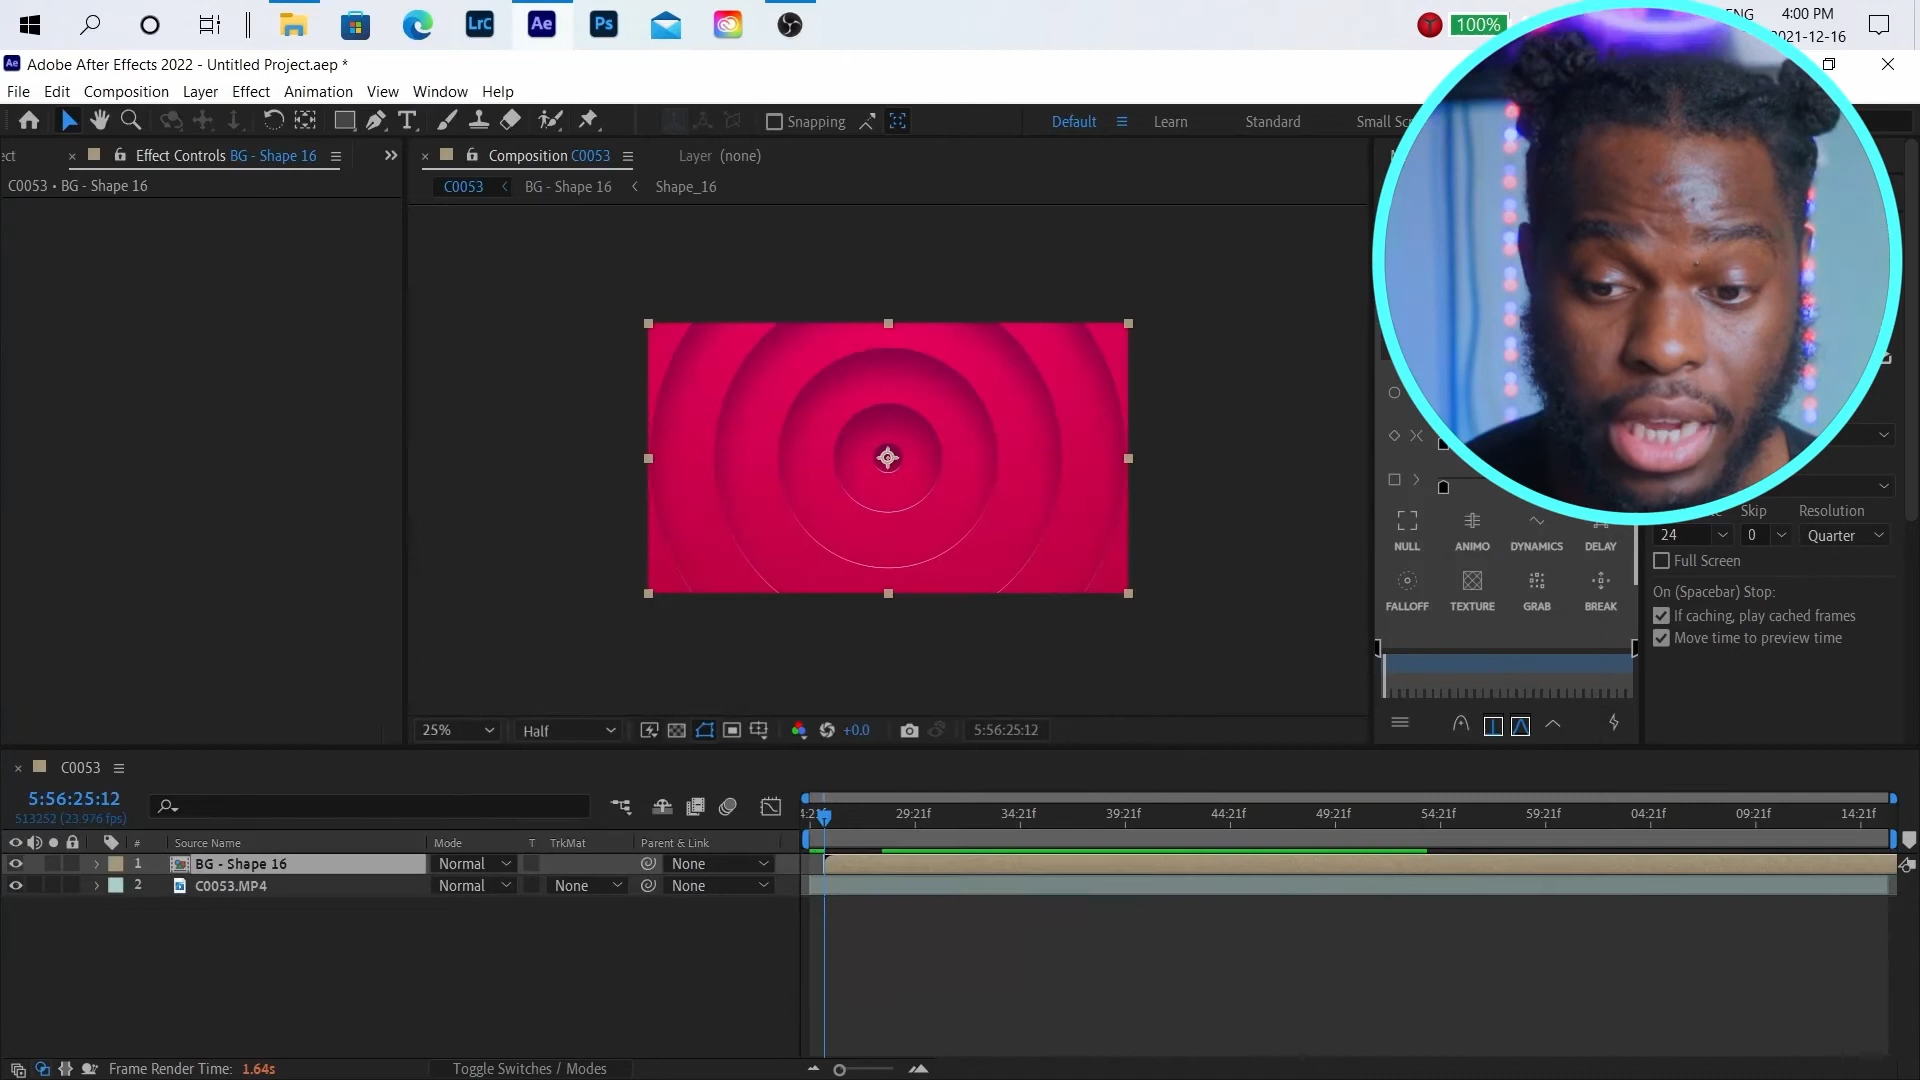 LrC
Ae
Ps
100%
ENG
4:00 PM
2021-12-16
Ae Adobe After Effects 2022 - Untitled Project.aep *
File Edit Composition Layer Effect Animation View Window Help
Snapping
Default
Learn
Standard
Small
Effect Controls BG - Shape 16
Composition C0053
Layer (none)
C0053 • BG - Shape 16
C0053
BG - Shape 16
Shape_16
Skip
Resolution
24
0
Quarter
Full Screen
On (Spacebar) Stop:
If caching, play cached frames
Move time to preview time
NULL
ANIMO
DYNAMICS
DELAY
FALLOFF
TEXTURE
GRAB
BREAK
25%
Half
+0.0
5:56:25:12
C0053
5:56:25:12
513252 (23.976 fps)
29:21f
34:21f
39:21f
44:21f
49:21f
54:21f
59:21f
04:21f
09:21f
14:21f
#
Source Name
Mode
T
TrkMat
Parent & Link
1
BG - Shape 16
Normal
None
2
C0053.MP4
Normal
None
None
Frame Render Time: 1.64s
Toggle Switches / Modes